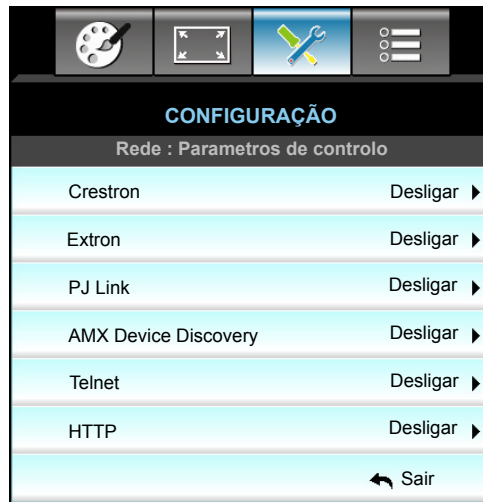 CONFIGURAÇÃO
Rede : Parametros de controlo
Crestron Desligar
Extron Desligar
PJ Link Desligar
AMX Device Discovery Desligar
Telnet Desligar
HTTP Desligar
Sair